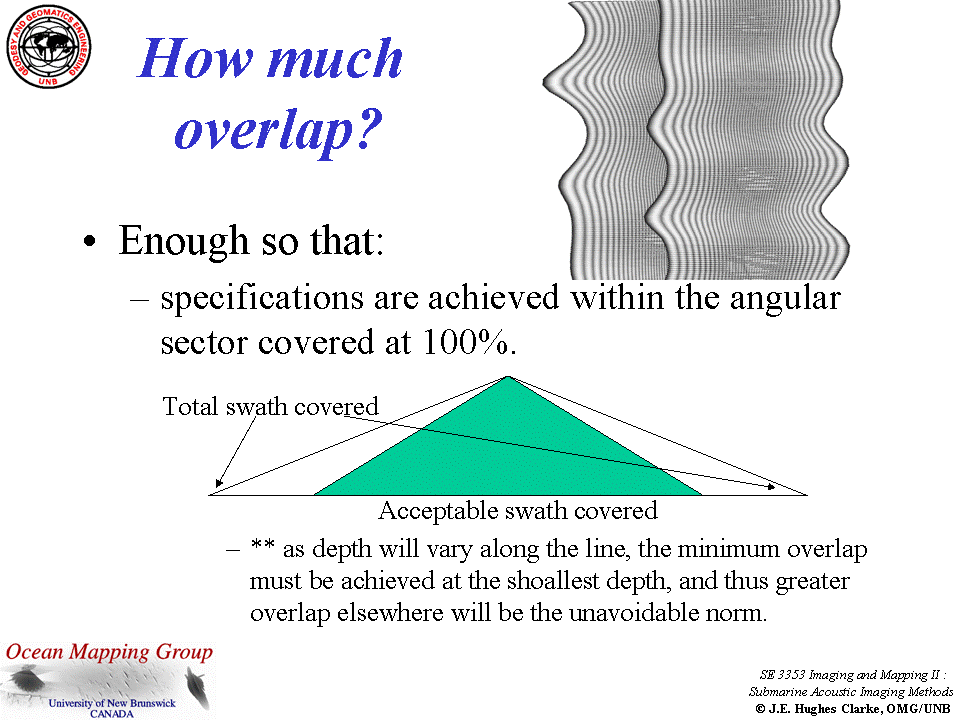 GEODESY AND GEOMATICS ENGINEERING
UNB
How much
overlap?
• Enough so that:
– specifications are achieved within the angular
sector covered at 100%.
Total swath covered
Acceptable swath covered
– ** as depth will vary along the line, the minimum overlap
must be achieved at the shoallest depth, and thus greater
overlap elsewhere will be the unavoidable norm.
Ocean Mapping Group
University of New Brunswick
CANADA
SE 3353 Imaging and Mapping II :
Submarine Acoustic Imaging Methods
© J.E. Hughes Clarke, OMG/UNB